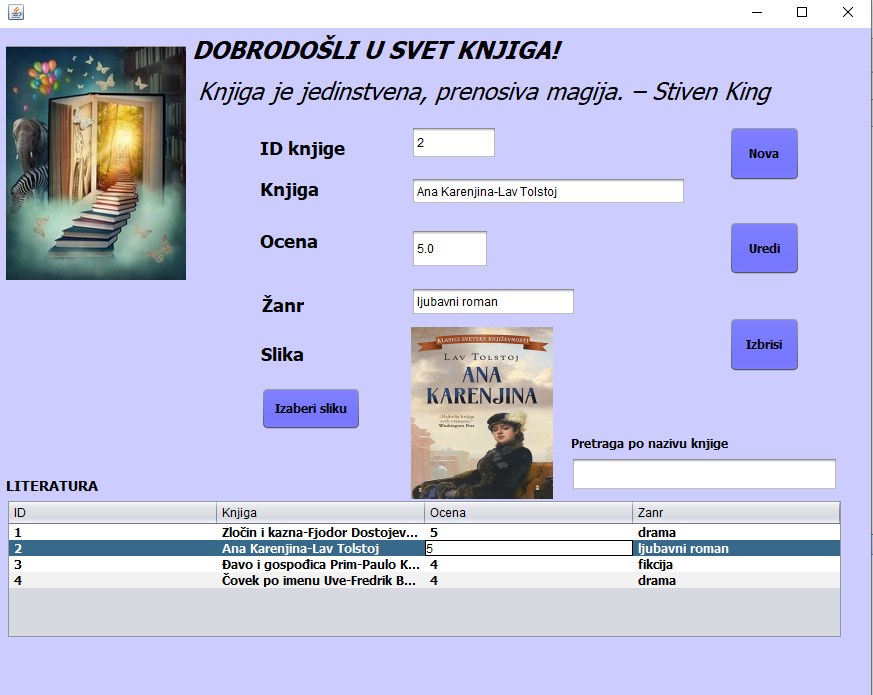 DOBRODOŠLI U SVET KNJIGA!
Knjiga je jedinstvena, prenosiva magija. – Stiven King
ID knjige 2 Nova
Knjiga Ana Karenjina-Lav Tolstoj
Ocena 5.0 Uredi
Žanr ljubavni roman
Izbrisi
Slika
KLASICI SVETSKE KNJIŽEVNOSTI
LAV TOLSTOJ
ANA
KARENJINA
Izaberi sliku
Pretraga po nazivu knjige
LITERATURA
ID Knjiga Ocena Zanr
1 Zločin i kazna-Fjodor Dostojev... 5 drama
2 Ana Karenjina-Lav Tolstoj 5 ljubavni roman
3 Đavo i gospođica Prim-Paulo K... 4 fikcija
4 Čovek po imenu Uve-Fredrik B... 4 drama